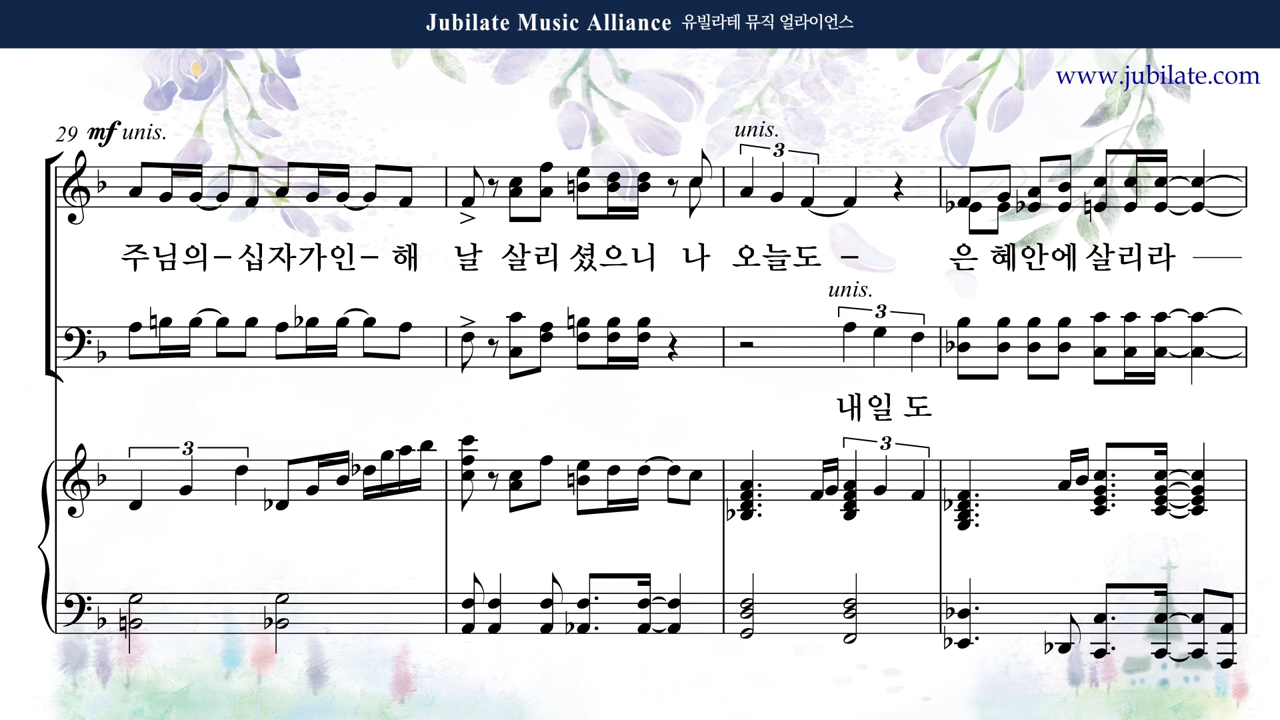 Jubilate Music Alliance 유빌라테 뮤직 얼라이언스
www.jubilate.com
29 mf unis.
unis.
3
주님의-십자가인-해 날 살리셨으니 나 오늘도 - 은혜안에살리라
unis.
3
내일도
3
3